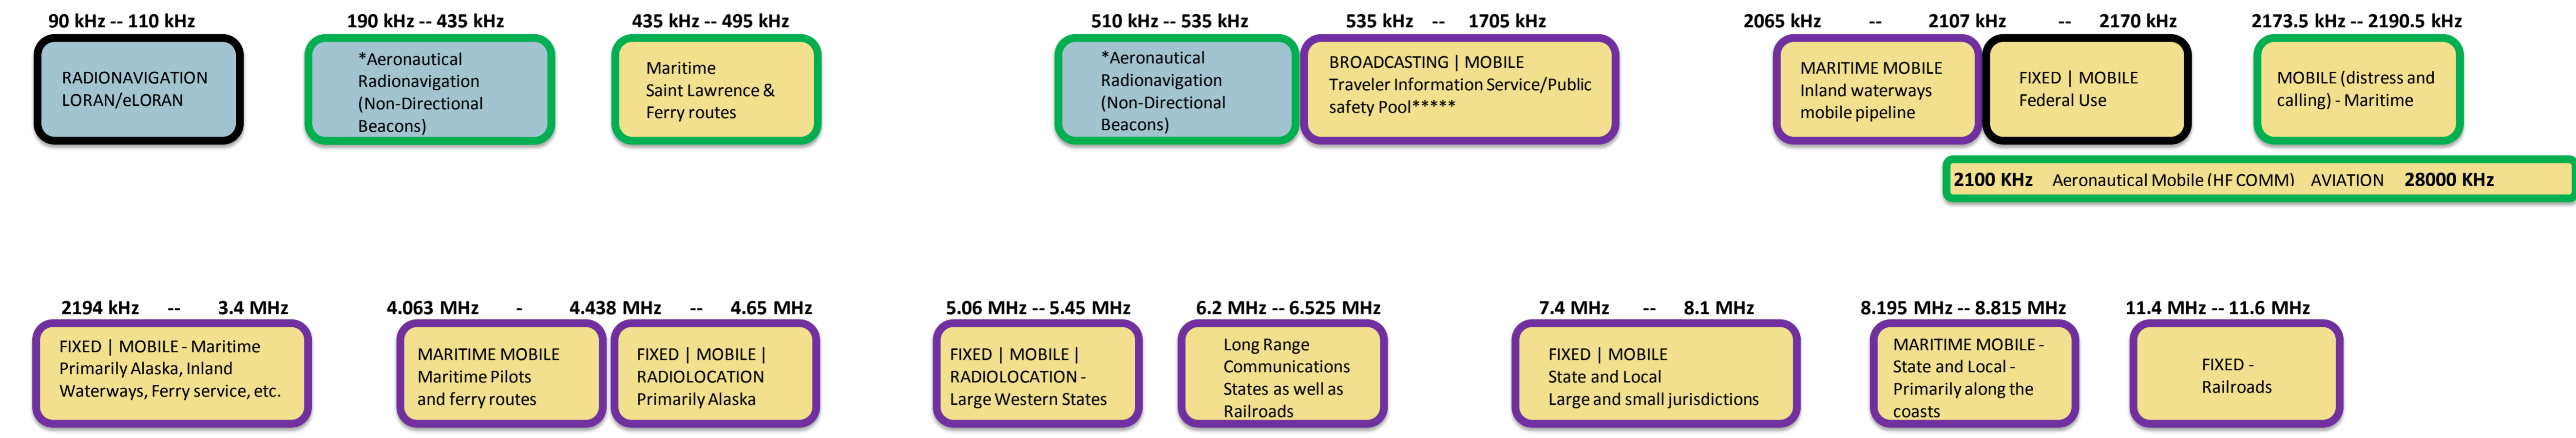 90 kHz -- 110 kHz
RADIONAVIGATION
LORAN/eLORAN
190 kHz -- 435 kHz
*Aeronautical
Radionavigation
(Non-Directional
Beacons)
435 kHz -- 495 kHz
Maritime
Saint Lawrence &
Ferry routes
510 kHz -- 535 kHz
*Aeronautical
Radionavigation
(Non-Directional
Beacons)
535 kHz -- 1705 kHz
BROADCASTING | MOBILE
Traveler Information Service/Public
safety Pool*****
2065 kHz -- 2107 kHz -- 2170 kHz
MARITIME MOBILE
Inland waterways
mobile pipeline
FIXED | MOBILE
Federal Use
2173.5 kHz -- 2190.5 kHz
MOBILE (distress and
calling) - Maritime
2100 KHz Aeronautical Mobile (HF COMM) AVIATION 28000 KHz
2194 kHz -- 3.4 MHz
FIXED | MOBILE - Maritime
Primarily Alaska, Inland
Waterways, Ferry service, etc.
4.063 MHz - 4.438 MHz -- 4.65 MHz
MARITIME MOBILE
Maritime Pilots
and ferry routes
FIXED | MOBILE |
RADIOLOCATION
Primarily Alaska
5.06 MHz -- 5.45 MHz
FIXED | MOBILE |
RADIOLOCATION -
Large Western States
6.2 MHz -- 6.525 MHz
Long Range
Communications
States as well as
Railroads
7.4 MHz -- 8.1 MHz
FIXED | MOBILE
State and Local
Large and small jurisdictions
8.195 MHz -- 8.815 MHz
MARITIME MOBILE -
State and Local -
Primarily along the
coasts
11.4 MHz -- 11.6 MHz
FIXED -
Railroads